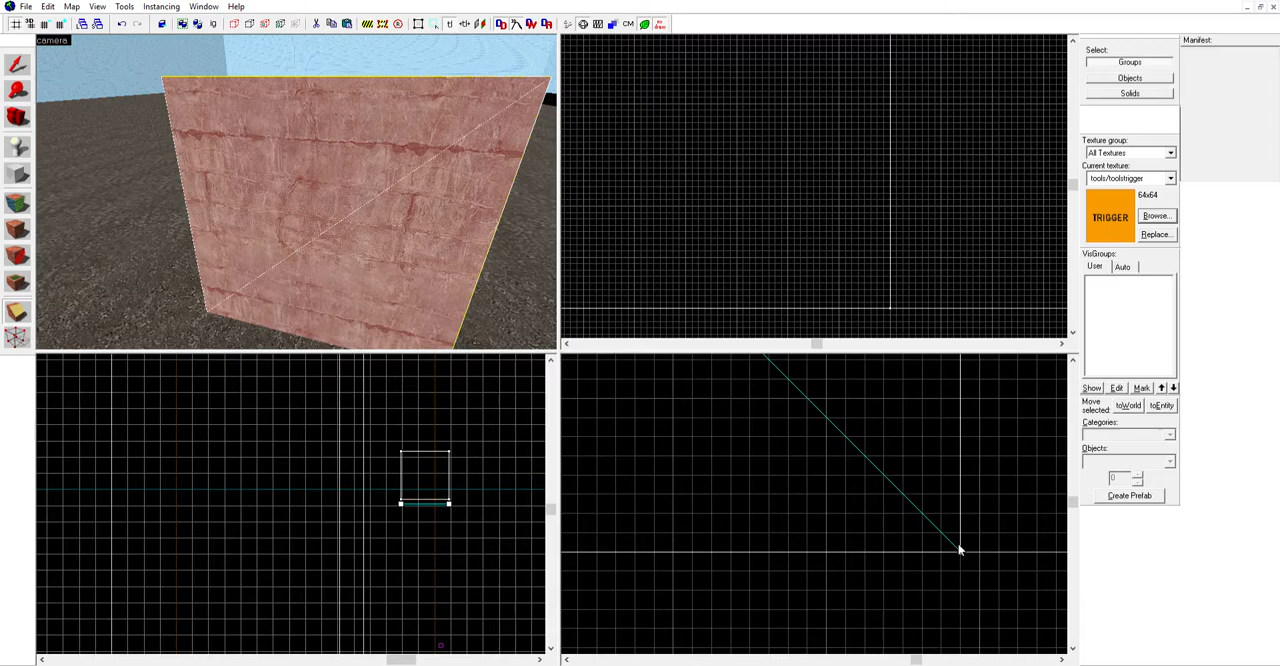 File Edit Map View Tools Instancing Window Help
CM
camera
Manifest:
Select:
Groups
Objects
Solids
Texture group:
All Textures
Current texture:
tools/toolstrigger
64x64
TRIGGER
Browse...
Replace...
VisGroups:
User Auto
Show Edit Mark
Move selected: toWorld toEntity
Categories:
Objects:
0
Create Prefab